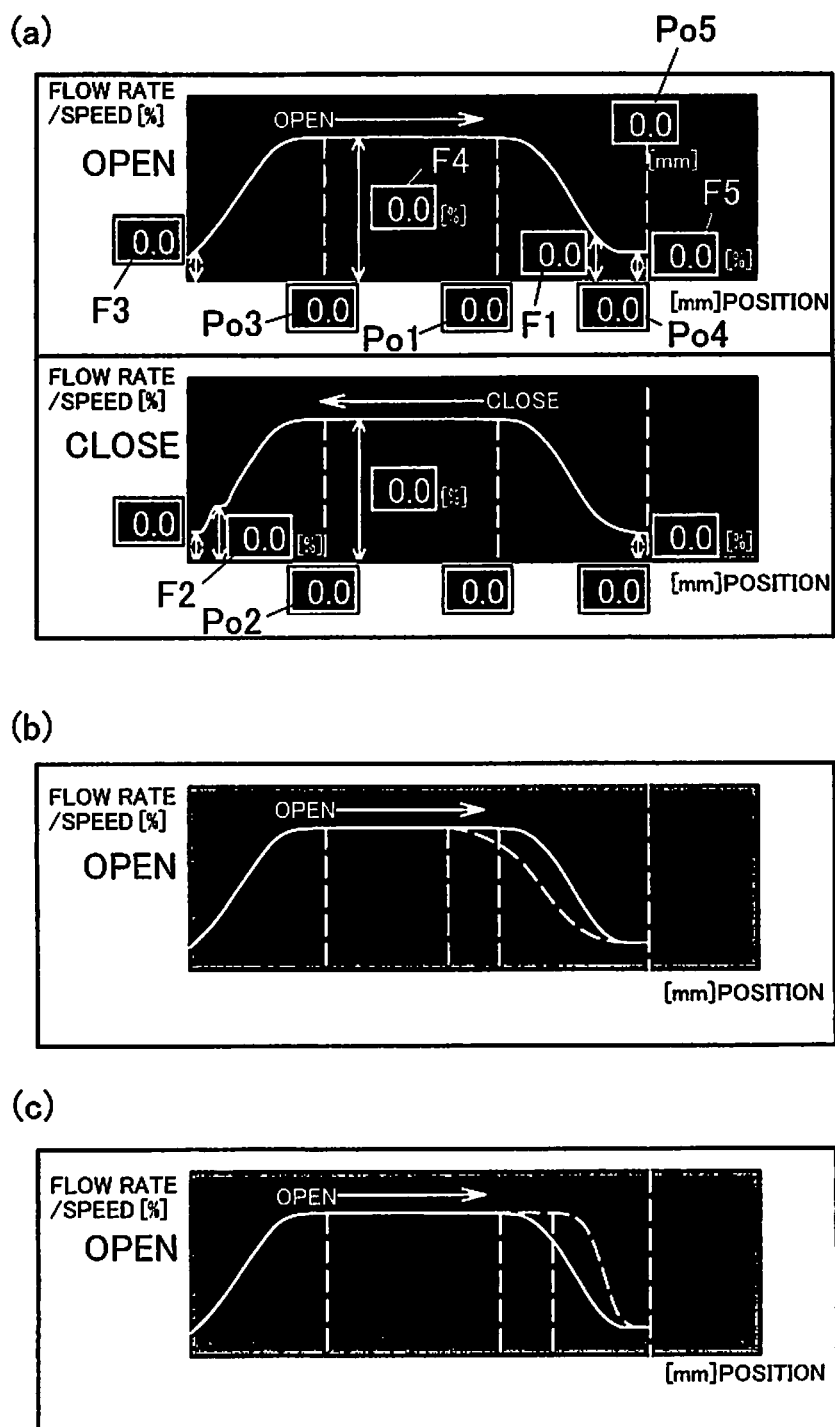 (a)
Po5
FLOW RATE
/SPEED [%]
OPEN
0.0
OPEN
F4
[mm]
F5
0.0
0.0
[%]
0.0
0.0
[%]
F3
Po3
0.0
Po1
0.0
F1
0.0
Po4
[mm]POSITION
FLOW RATE
/SPEED [%]
CLOSE
CLOSE
0.0
[%]
0.0
0.0
[%]
0.0
[%]
F2
Po2
0.0
0.0
0.0
[mm]POSITION
(b)
FLOW RATE
/SPEED [%]
OPEN
OPEN
[mm]POSITION
(c)
FLOW RATE
/SPEED [%]
OPEN
OPEN
[mm]POSITION